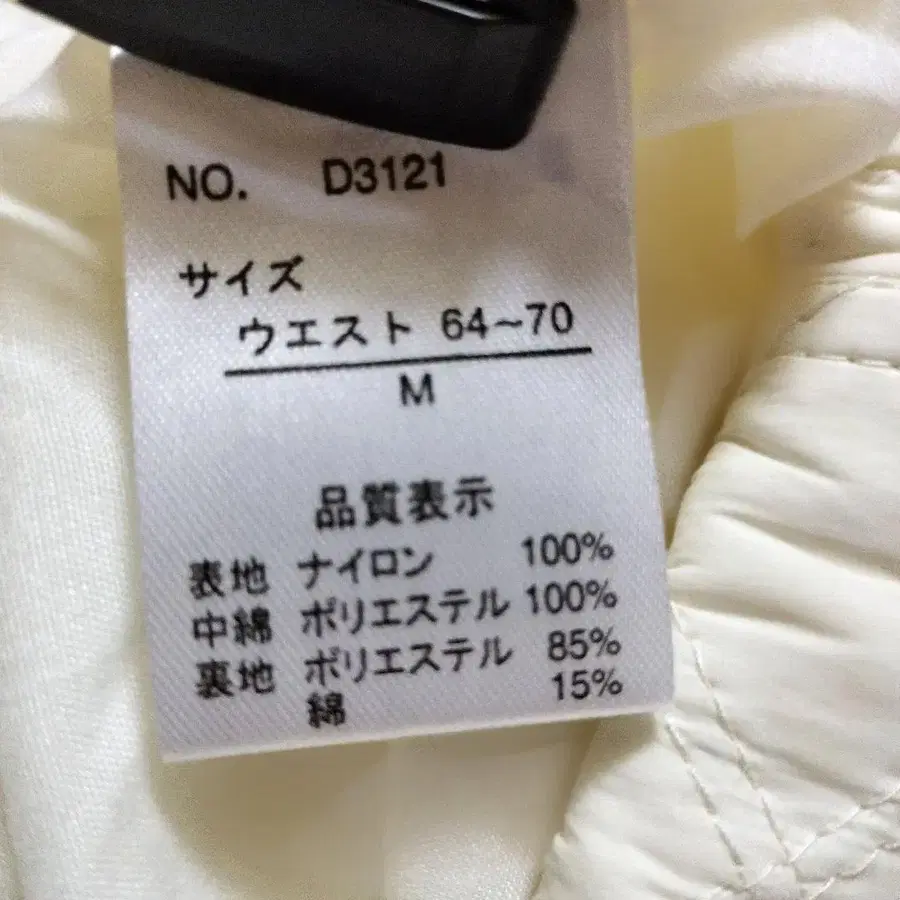 NO. D3121
サイズ
ウエスト 64~70
M
品質表示
表地 ナイロン 100%
中綿 ポリエステル 100%
裏地 ポリエステル 85%
綿 15%